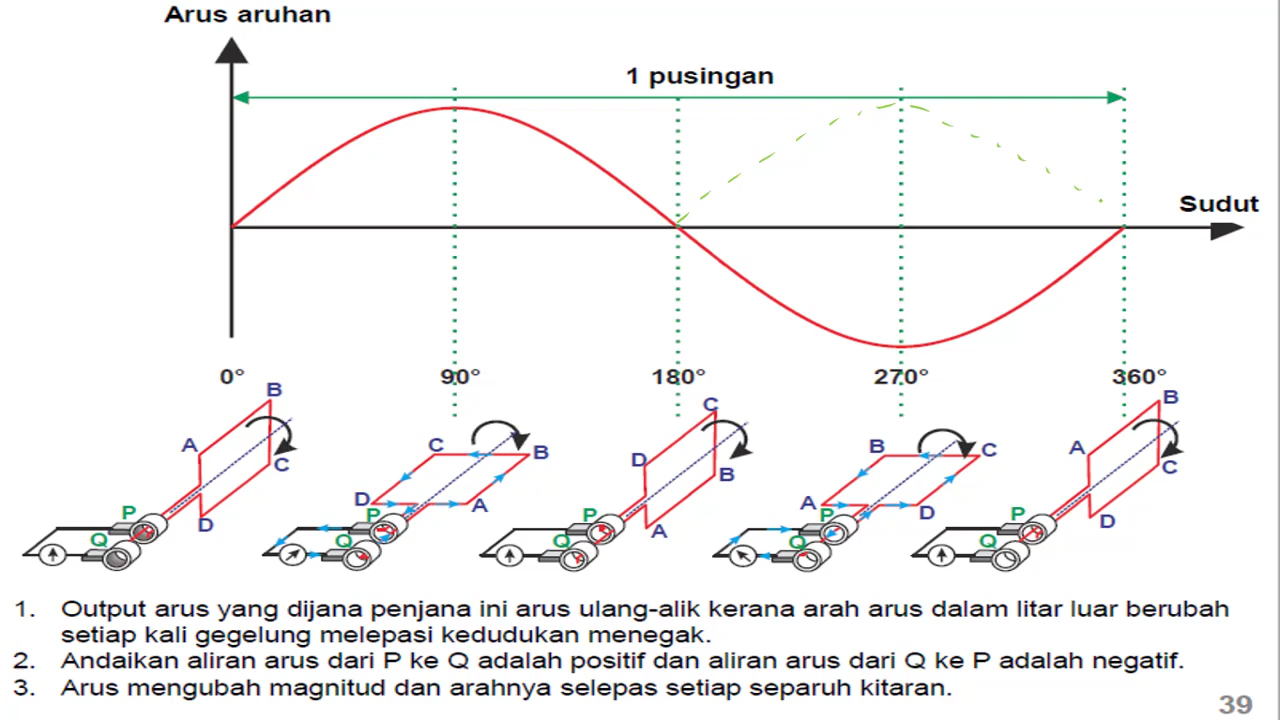 Arus aruhan
1 pusingan
Sudut
0° 90° 180° 270° 360°
B
A
C
D
P
Q
C
B
D
A
P
Q
C
D
B
A
P
Q
B
C
A
D
P
Q
B
A
C
D
P
Q
1. Output arus yang dijana penjana ini arus ulang-alik kerana arah arus dalam litar luar berubah
setiap kali gegelung melepasi kedudukan menegak.
2. Andaikan aliran arus dari P ke Q adalah positif dan aliran arus dari Q ke P adalah negatif.
3. Arus mengubah magnitud dan arahnya selepas setiap separuh kitaran.
39